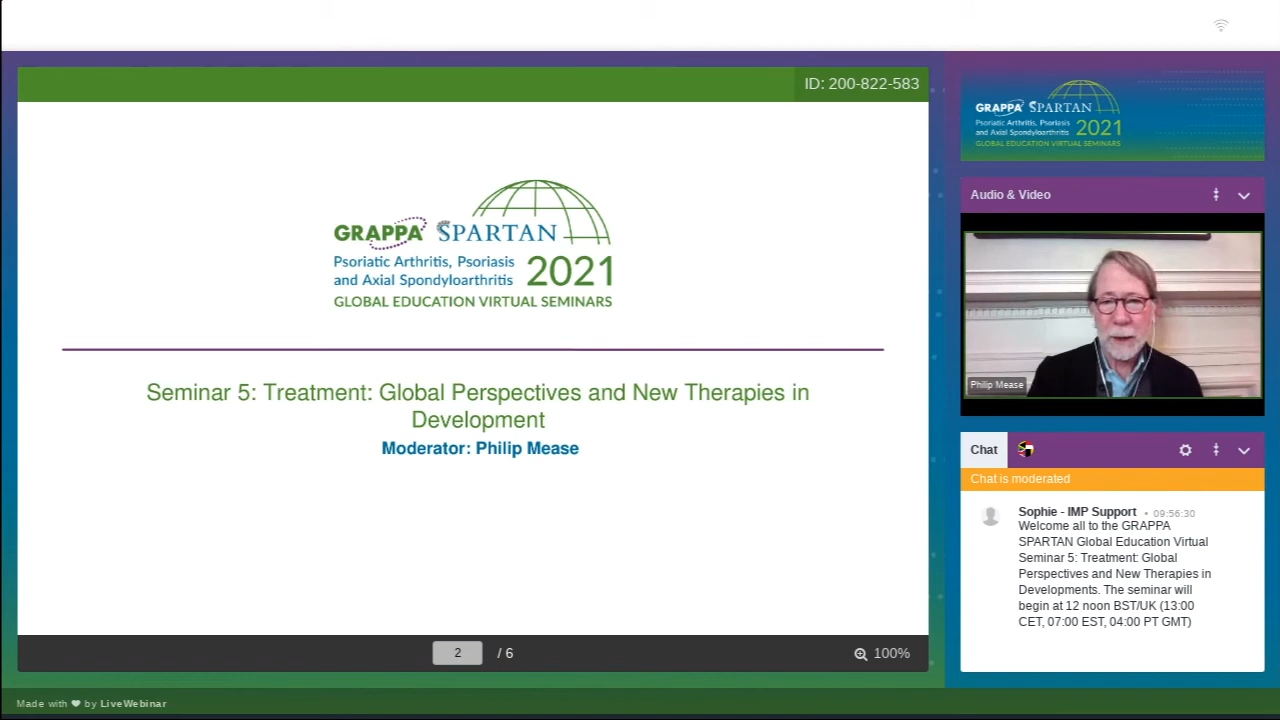 ID: 200-822-583
GRAPPA SPARTAN
Psoriatic Arthritis, Psoriasis
and Axial Spondyloarthritis 2021
GLOBAL EDUCATION VIRTUAL SEMINARS
Seminar 5: Treatment: Global Perspectives and New Therapies in
Development
Moderator: Philip Mease
2 / 6
100%
GRAPPA SPARTAN
Psoriatic Arthritis, Psoriasis
and Axial Spondyloarthritis 2021
GLOBAL EDUCATION VIRTUAL SEMINARS
Audio & Video
Philip Mease
Chat
Chat is moderated
Sophie - IMP Support • 09:56:30
Welcome all to the GRAPPA
SPARTAN Global Education Virtual
Seminar 5: Treatment: Global
Perspectives and New Therapies in
Developments. The seminar will
begin at 12 noon BST/UK (13:00
CET, 07:00 EST, 04:00 PT GMT)
Made with ❤ by LiveWebinar